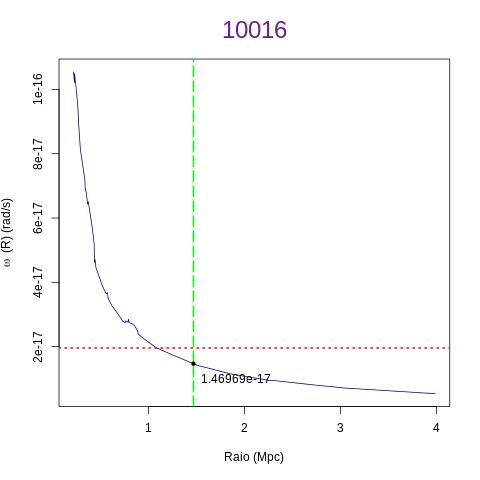 10016
1e-16
8e-17
6e-17
4e-17
2e-17
ω (R) (rad/s)
1.46969e-17
1 2 3 4
Raio (Mpc)